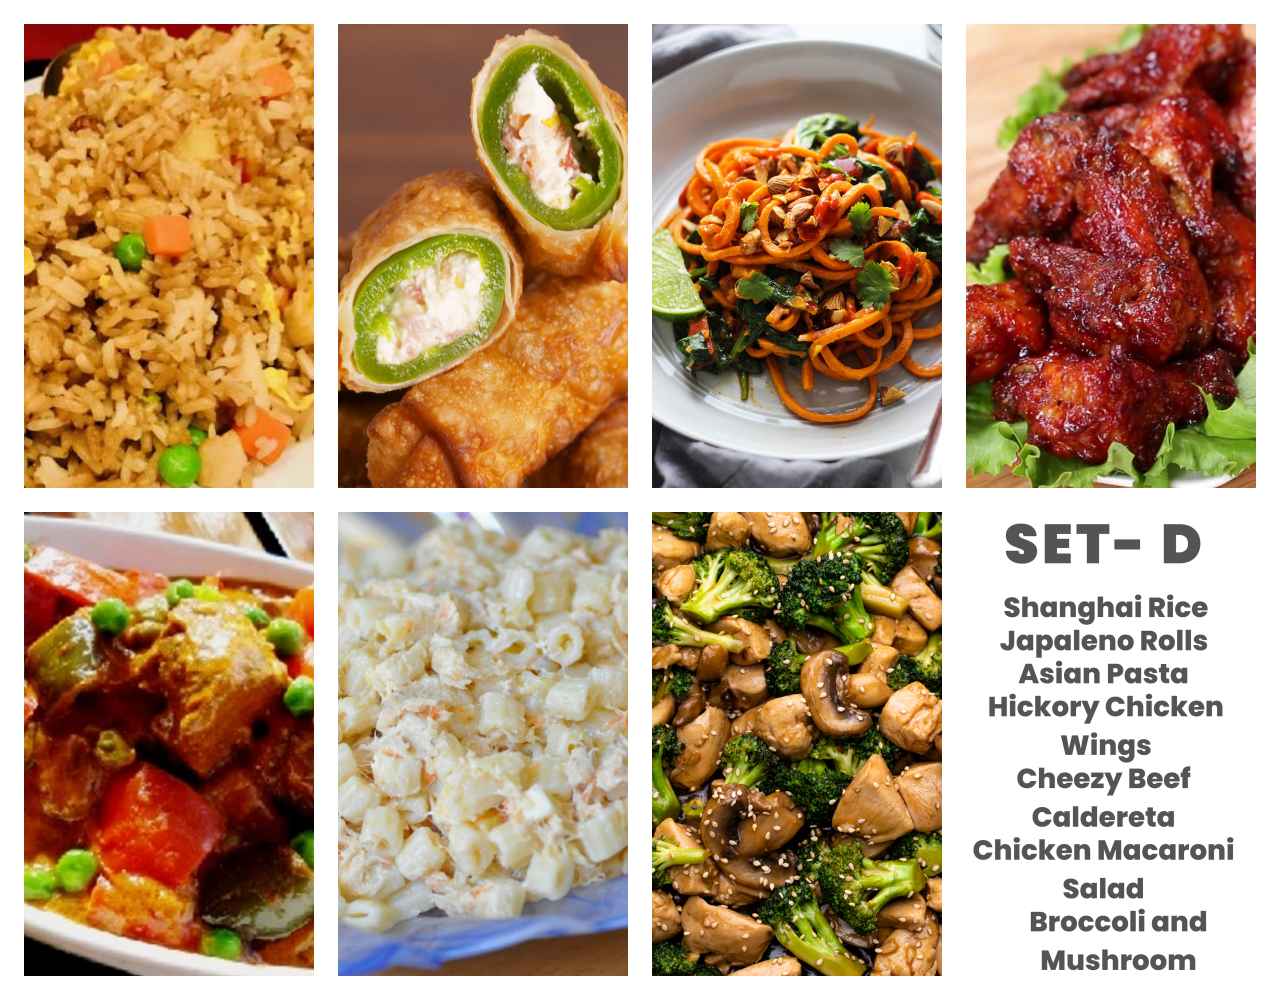 SET- D
Shanghai Rice
Japaleno Rolls
Asian Pasta
Hickory Chicken
Wings
Cheezy Beef
Caldereta
Chicken Macaroni
Salad
Broccoli and
Mushroom